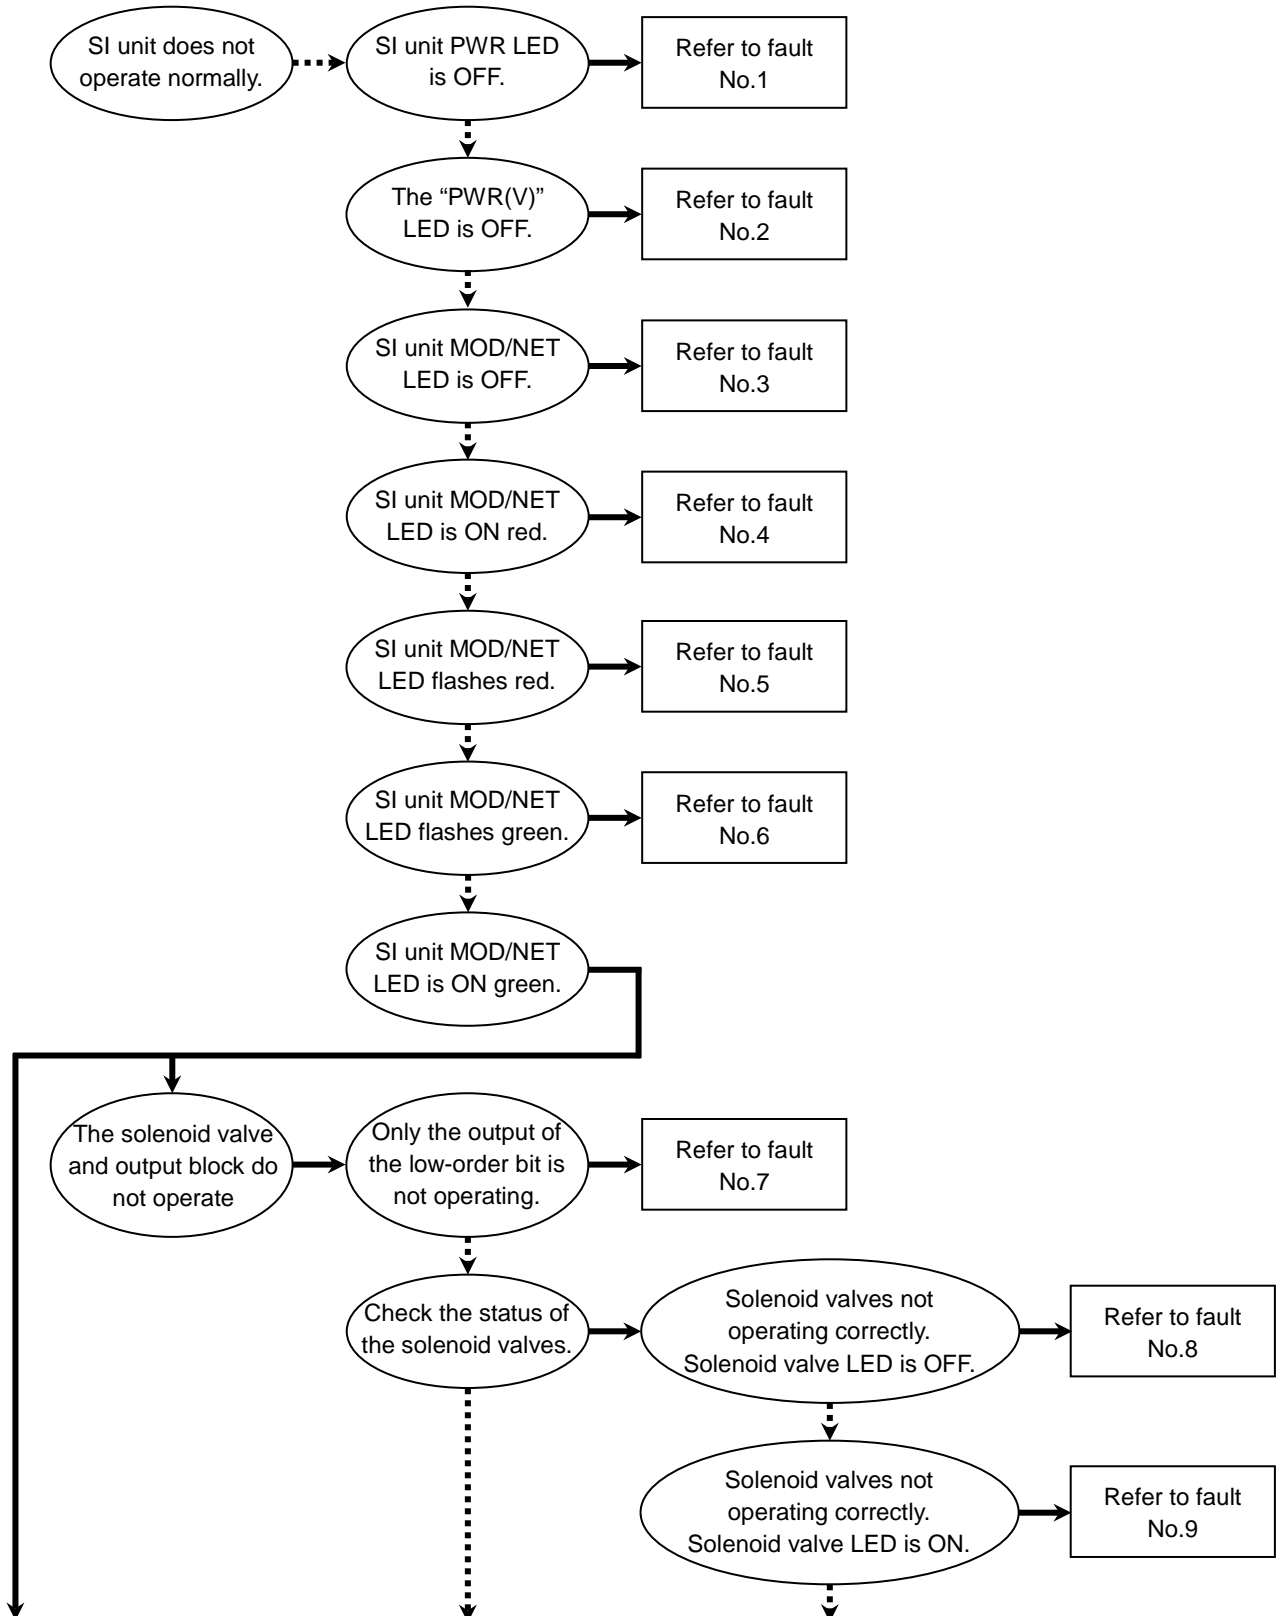 SI unit does not
operate normally.
SI unit PWR LED
is OFF.
Refer to fault
No.1
The “PWR(V)”
LED is OFF.
Refer to fault
No.2
SI unit MOD/NET
LED is OFF.
Refer to fault
No.3
SI unit MOD/NET
LED is ON red.
Refer to fault
No.4
SI unit MOD/NET
LED flashes red.
Refer to fault
No.5
SI unit MOD/NET
LED flashes green.
Refer to fault
No.6
SI unit MOD/NET
LED is ON green.
The solenoid valve
and output block do
not operate
Only the output of
the low-order bit is
not operating.
Refer to fault
No.7
Check the status of
the solenoid valves.
Solenoid valves not
operating correctly.
Solenoid valve LED is OFF.
Refer to fault
No.8
Solenoid valves not
operating correctly.
Solenoid valve LED is ON.
Refer to fault
No.9